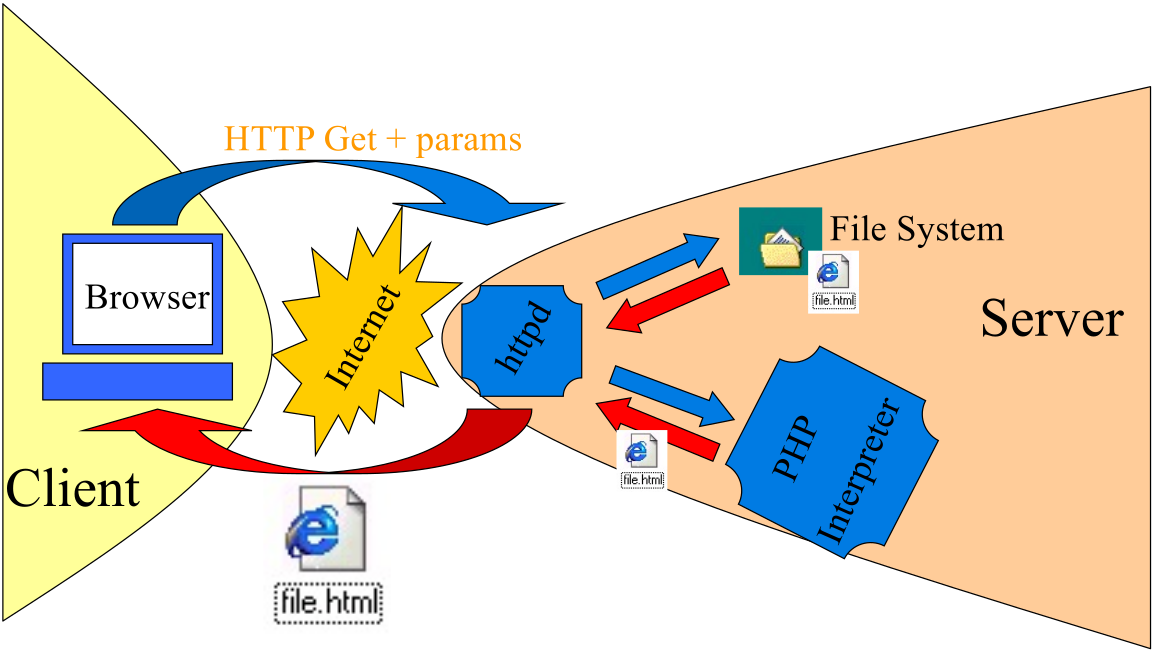 HTTP Get + params
File System
file.html
Browser
Internet
httpd
Server
PHP
Interpreter
file.html
Client
file.html